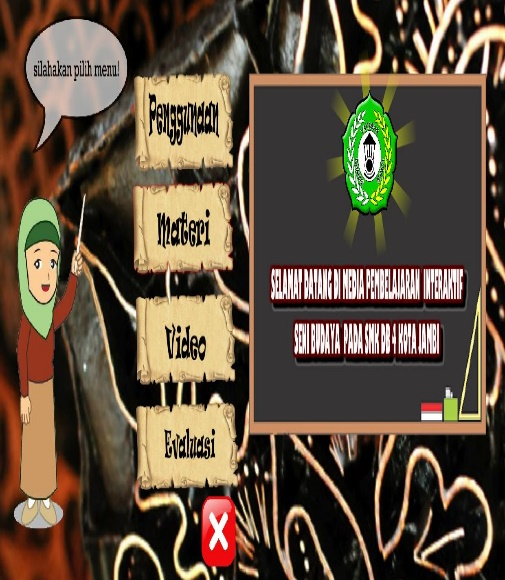 silahakan pilih menu!
Penggunaan
Materi
Video
Evaluasi
SELAMAT DATANG DI MEDIA PEMBELAJARAN INTERAKTIF
SENI BUDAYA PADA SMK DB 4 KOTA JAMBI